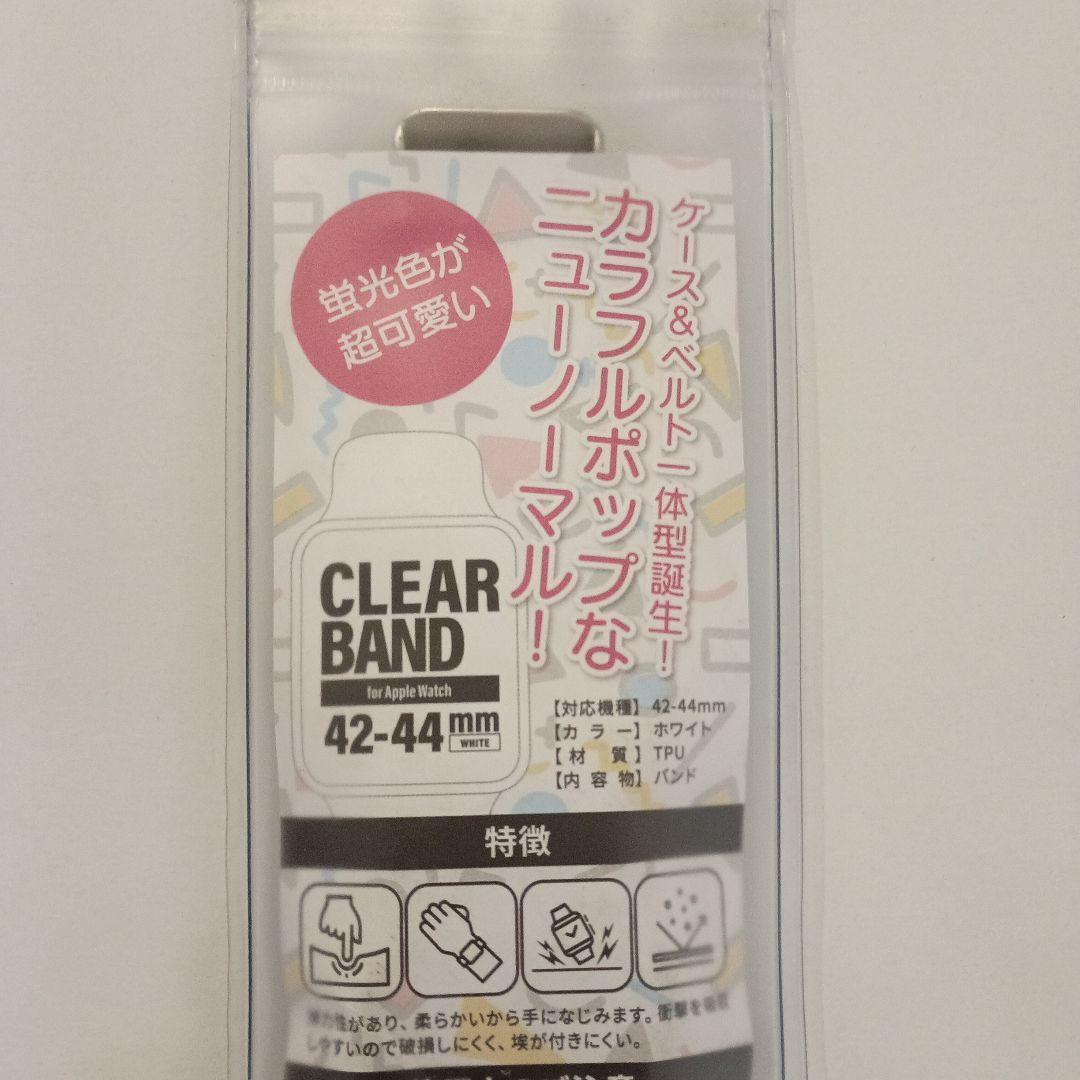 蛍光色が
超可愛い
ケース&ベルト一体型誕生!
カラフルポップな
ニューノーマル!
CLEAR
BAND
for Apple Watch
42-44mm
WHITE
【対応機種】 42-44mm
【カラー】 ホワイト
【材質】 TPU
【内容物】 バンド
特徴
弾力性があり、柔らかいから手になじみます。衝撃を吸収
しやすいので破損しにくく、埃が付きにくい。